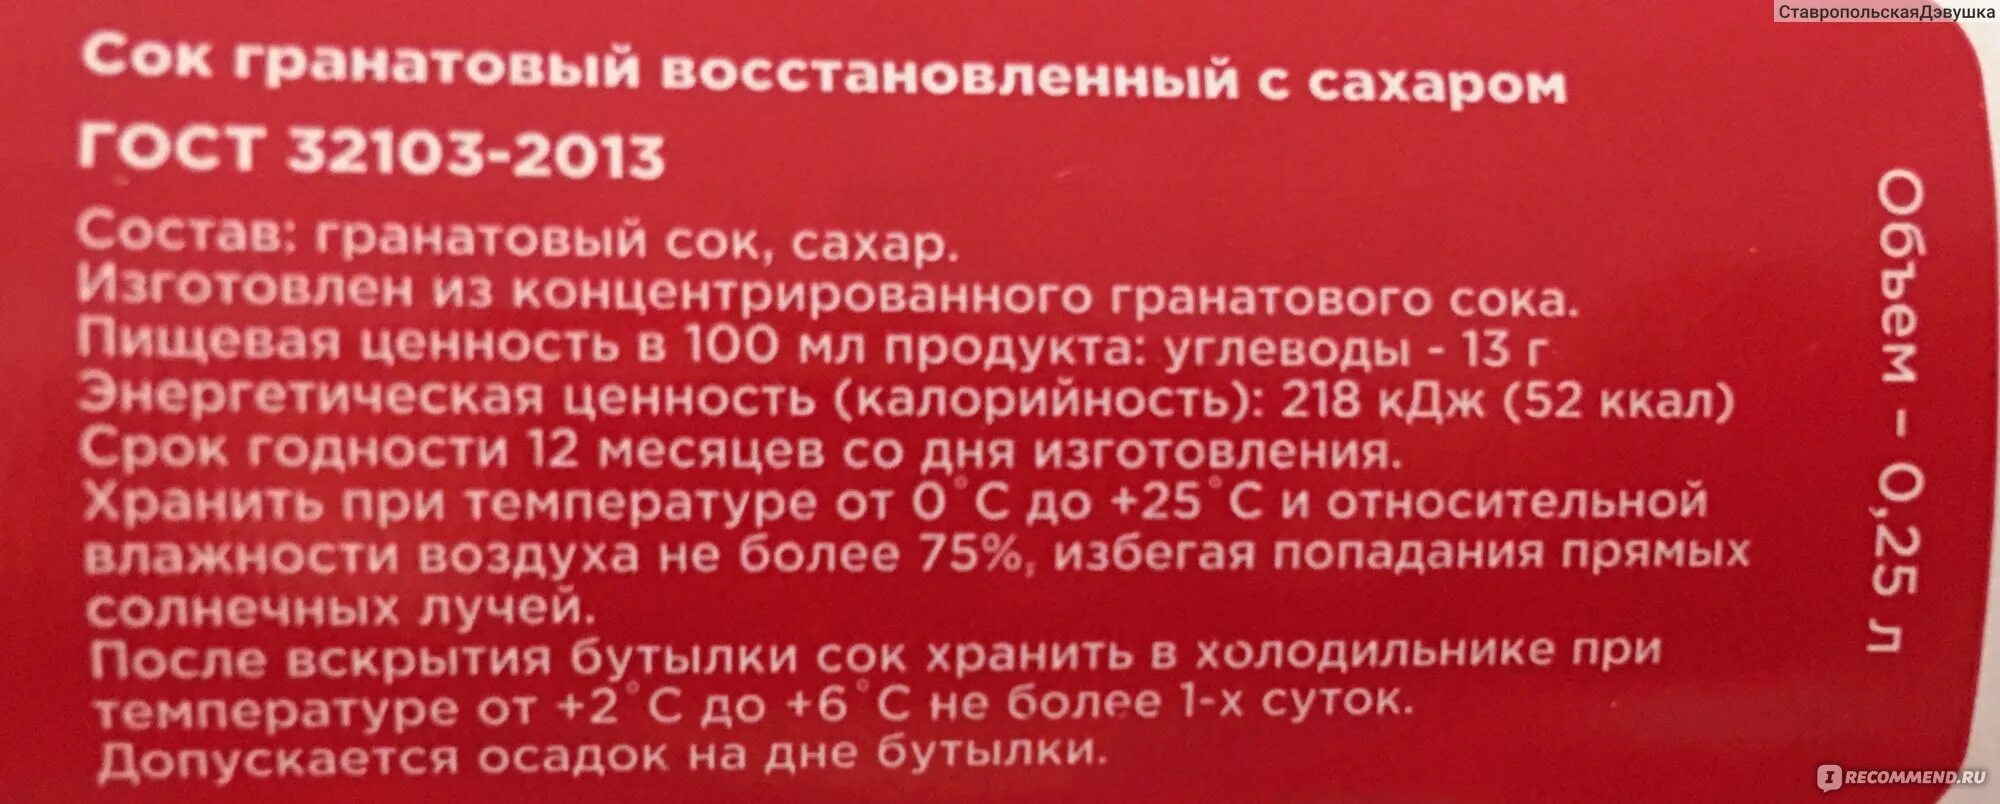 СтавропольскаяДэвушка
Сок гранатовый восстановленный с сахаром
ГОСТ 32103-2013
Состав: гранатовый сок, сахар.
Изготовлен из концентрированного гранатового сока.
Пищевая ценность в 100 мл продукта: углеводы - 13 г
Энергетическая ценность (калорийность): 218 кДж (52 ккал)
Срок годности 12 месяцев со дня изготовления.
Хранить при температуре от 0°С до +25°С и относительной
влажности воздуха не более 75%, избегая попадания прямых
солнечных лучей.
После вскрытия бутылки сок хранить в холодильнике при
температуре от +2°С до +6°С не более 1-х суток.
Допускается осадок на дне бутылки.
Объем - 0,25 л
I RECOMMEND.RU